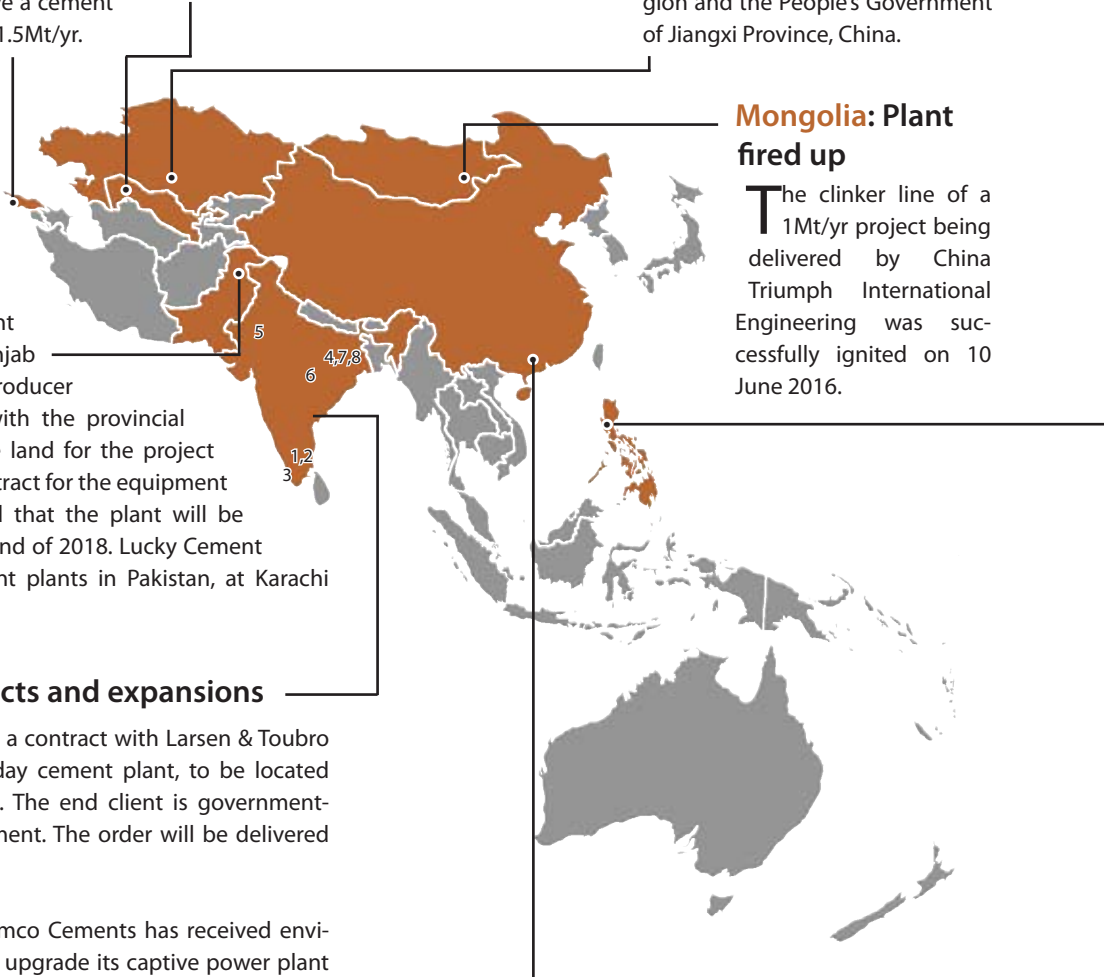 a cement
1.5Mt/yr.
gion and the People's Government
of Jiangxi Province, China.
Mongolia: Plant
fired up
The clinker line of a
1Mt/yr project being
delivered by China
Triumph International
Engineering was suc-
cessfully ignited on 10
June 2016.
5
4,7,8
6
1,2
3
with the provincial
land for the project
tract for the equipment
that the plant will be
nd of 2018. Lucky Cement
nt plants in Pakistan, at Karachi
cts and expansions
a contract with Larsen & Toubro
day cement plant, to be located
. The end client is government-
ment. The order will be delivered
mco Cements has received envi-
upgrade its captive power plant